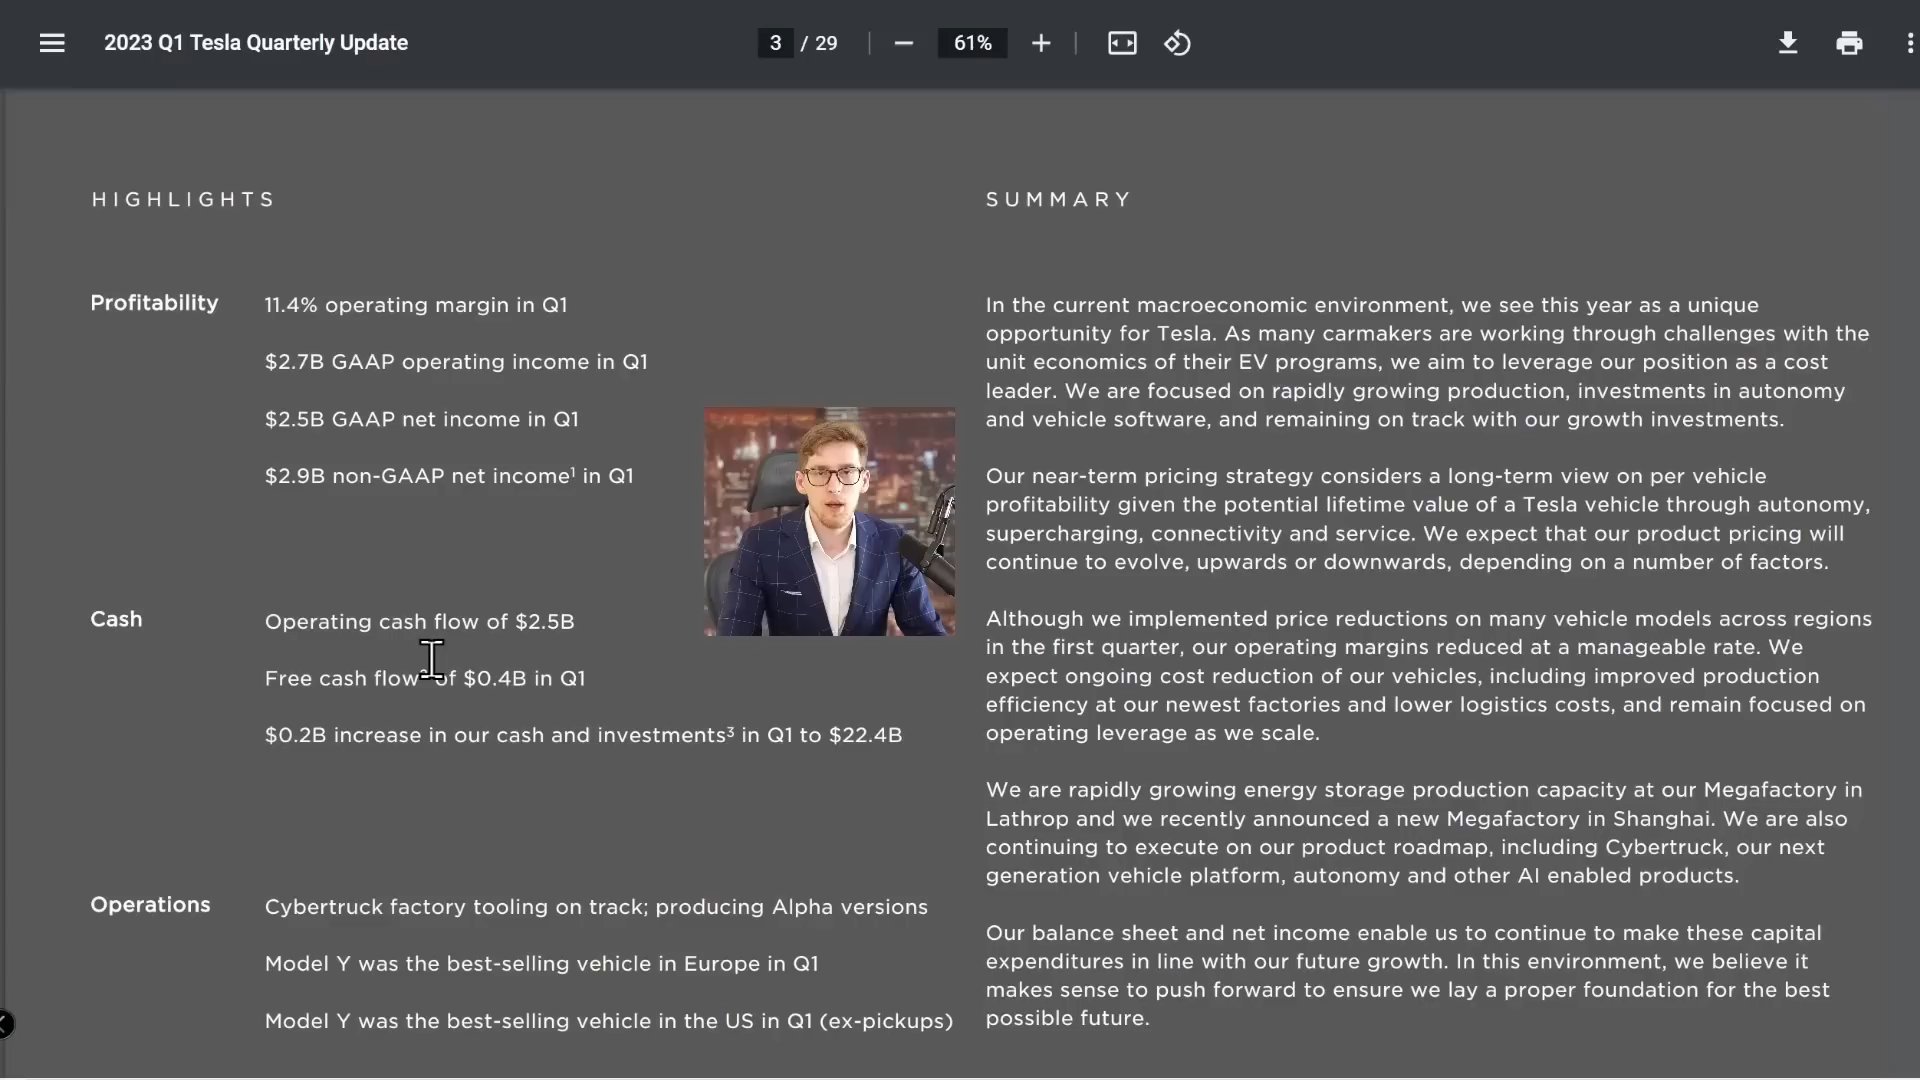 2023 Q1 Tesla Quarterly Update
3 / 29
61%
HIGHLIGHTS
Profitability
11.4% operating margin in Q1
$2.7B GAAP operating income in Q1
$2.5B GAAP net income in Q1
$2.9B non-GAAP net income¹ in Q1
Cash
Operating cash flow of $2.5B
Free cash flow of $0.4B in Q1
$0.2B increase in our cash and investments³ in Q1 to $22.4B
Operations
Cybertruck factory tooling on track; producing Alpha versions
Model Y was the best-selling vehicle in Europe in Q1
Model Y was the best-selling vehicle in the US in Q1 (ex-pickups)
SUMMARY
In the current macroeconomic environment, we see this year as a unique
opportunity for Tesla. As many carmakers are working through challenges with the
unit economics of their EV programs, we aim to leverage our position as a cost
leader. We are focused on rapidly growing production, investments in autonomy
and vehicle software, and remaining on track with our growth investments.
Our near-term pricing strategy considers a long-term view on per vehicle
profitability given the potential lifetime value of a Tesla vehicle through autonomy,
supercharging, connectivity and service. We expect that our product pricing will
continue to evolve, upwards or downwards, depending on a number of factors.
Although we implemented price reductions on many vehicle models across regions
in the first quarter, our operating margins reduced at a manageable rate. We
expect ongoing cost reduction of our vehicles, including improved production
efficiency at our newest factories and lower logistics costs, and remain focused on
operating leverage as we scale.
We are rapidly growing energy storage production capacity at our Megafactory in
Lathrop and we recently announced a new Megafactory in Shanghai. We are also
continuing to execute on our product roadmap, including Cybertruck, our next
generation vehicle platform, autonomy and other AI enabled products.
Our balance sheet and net income enable us to continue to make these capital
expenditures in line with our future growth. In this environment, we believe it
makes sense to push forward to ensure we lay a proper foundation for the best
possible future.